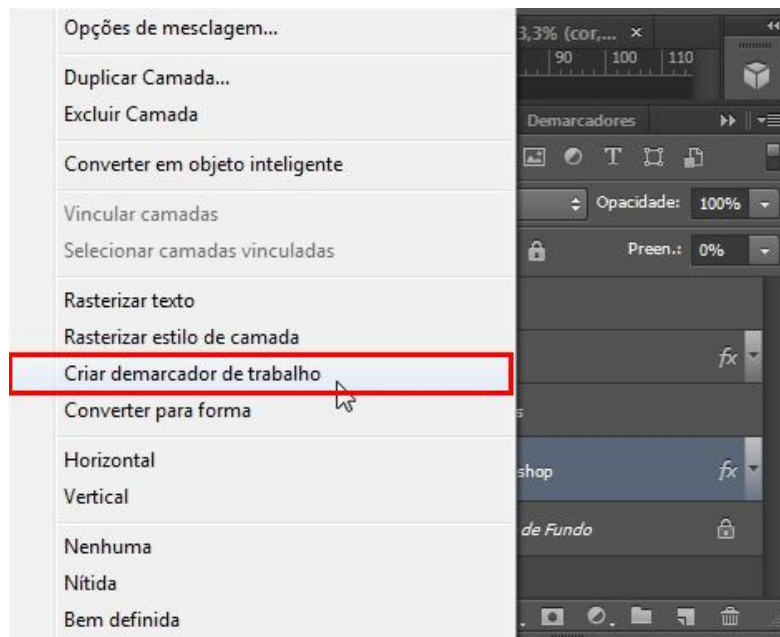 Opções de mesclagem...
Duplicar Camada...
Excluir Camada
Converter em objeto inteligente
Vincular camadas
Selecionar camadas vinculadas
Rasterizar texto
Rasterizar estilo de camada
Criar demarcador de trabalho
Converter para forma
Horizontal
Vertical
Nenhuma
Nítida
Bem definida
3,3% (cor,... ×
90 100 110
Demarcadores
T
Opacidade: 100%
Preen.: 0%
fx
s
shop fx
de Fundo